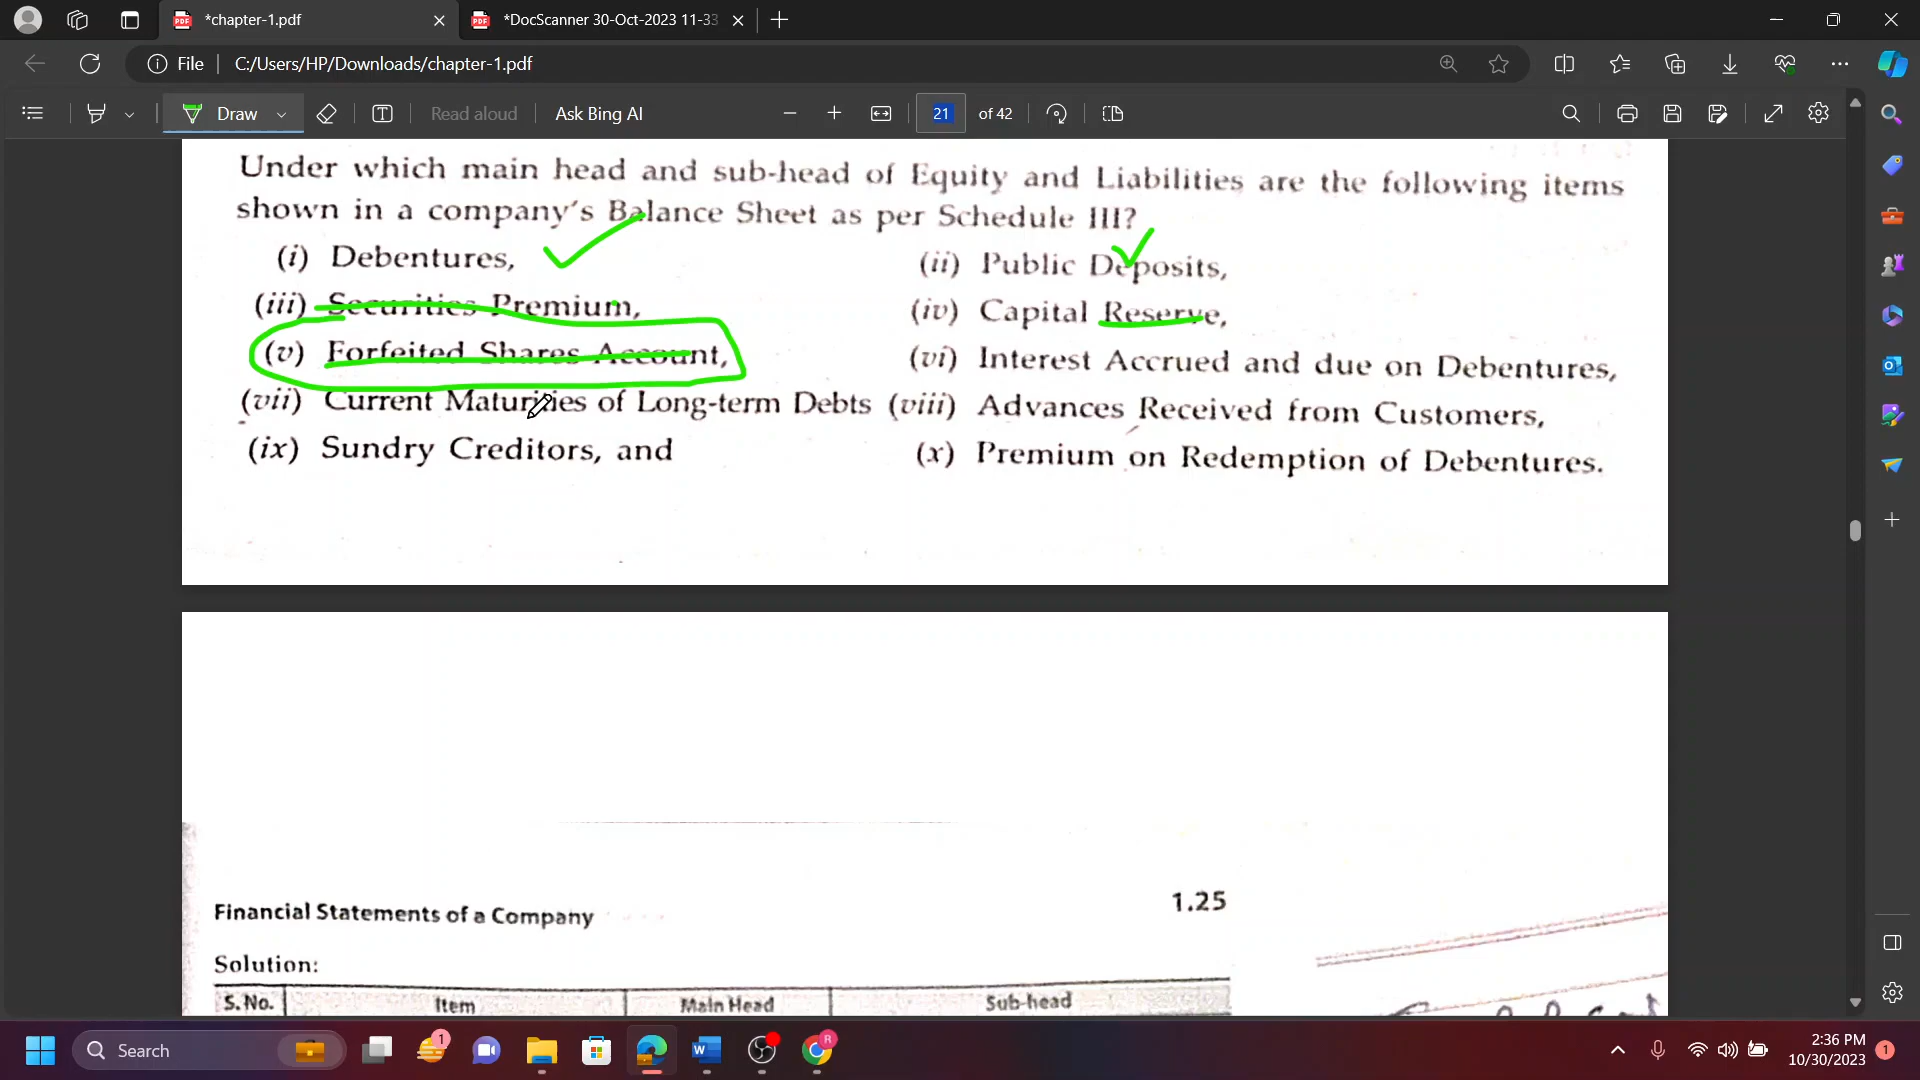 *chapter-1.pdf
*DocScanner 30-Oct-2023 11-33
File
C:/Users/HP/Downloads/chapter-1.pdf
Draw
Read aloud
Ask Bing AI
21
of 42
Under which main head and sub-head of Equity and Liabilities are the following items
shown in a company's Balance Sheet as per Schedule III?
(i) Debentures, (ii) Public Deposits,
(iii) Securities Premium, (iv) Capital Reserve,
(v) Forfeited Shares Account, (vi) Interest Accrued and due on Debentures,
(vii) Current Maturities of Long-term Debts (viii) Advances Received from Customers,
(ix) Sundry Creditors, and (x) Premium on Redemption of Debentures.
Financial Statements of a Company 1.25
Solution:
S. No. Item Main Head Sub-head
Search
1
2:36 PM
10/30/2023
1